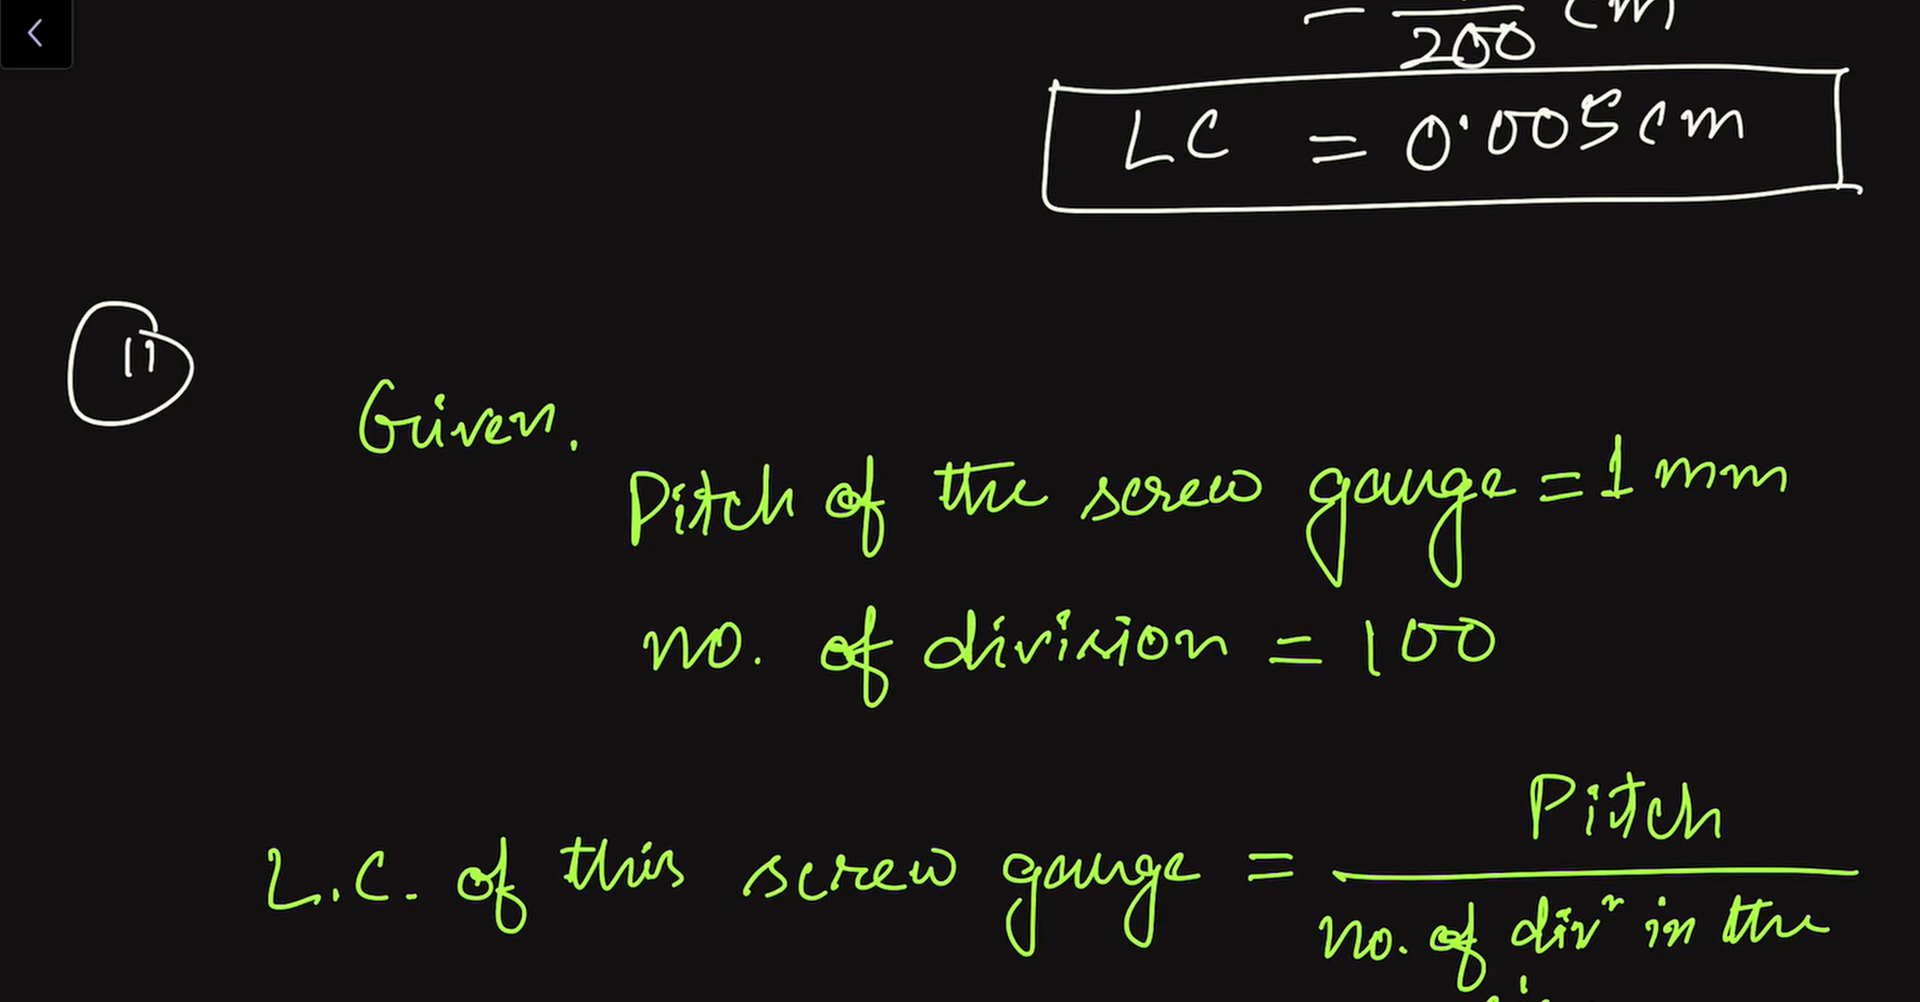 200 cm
LC = 0.005 cm
11
Given.
Pitch of the screw gauge = 1 mm
no. of division = 100
L.C. of this screw gauge = Pitch
no. of divⁿ in the